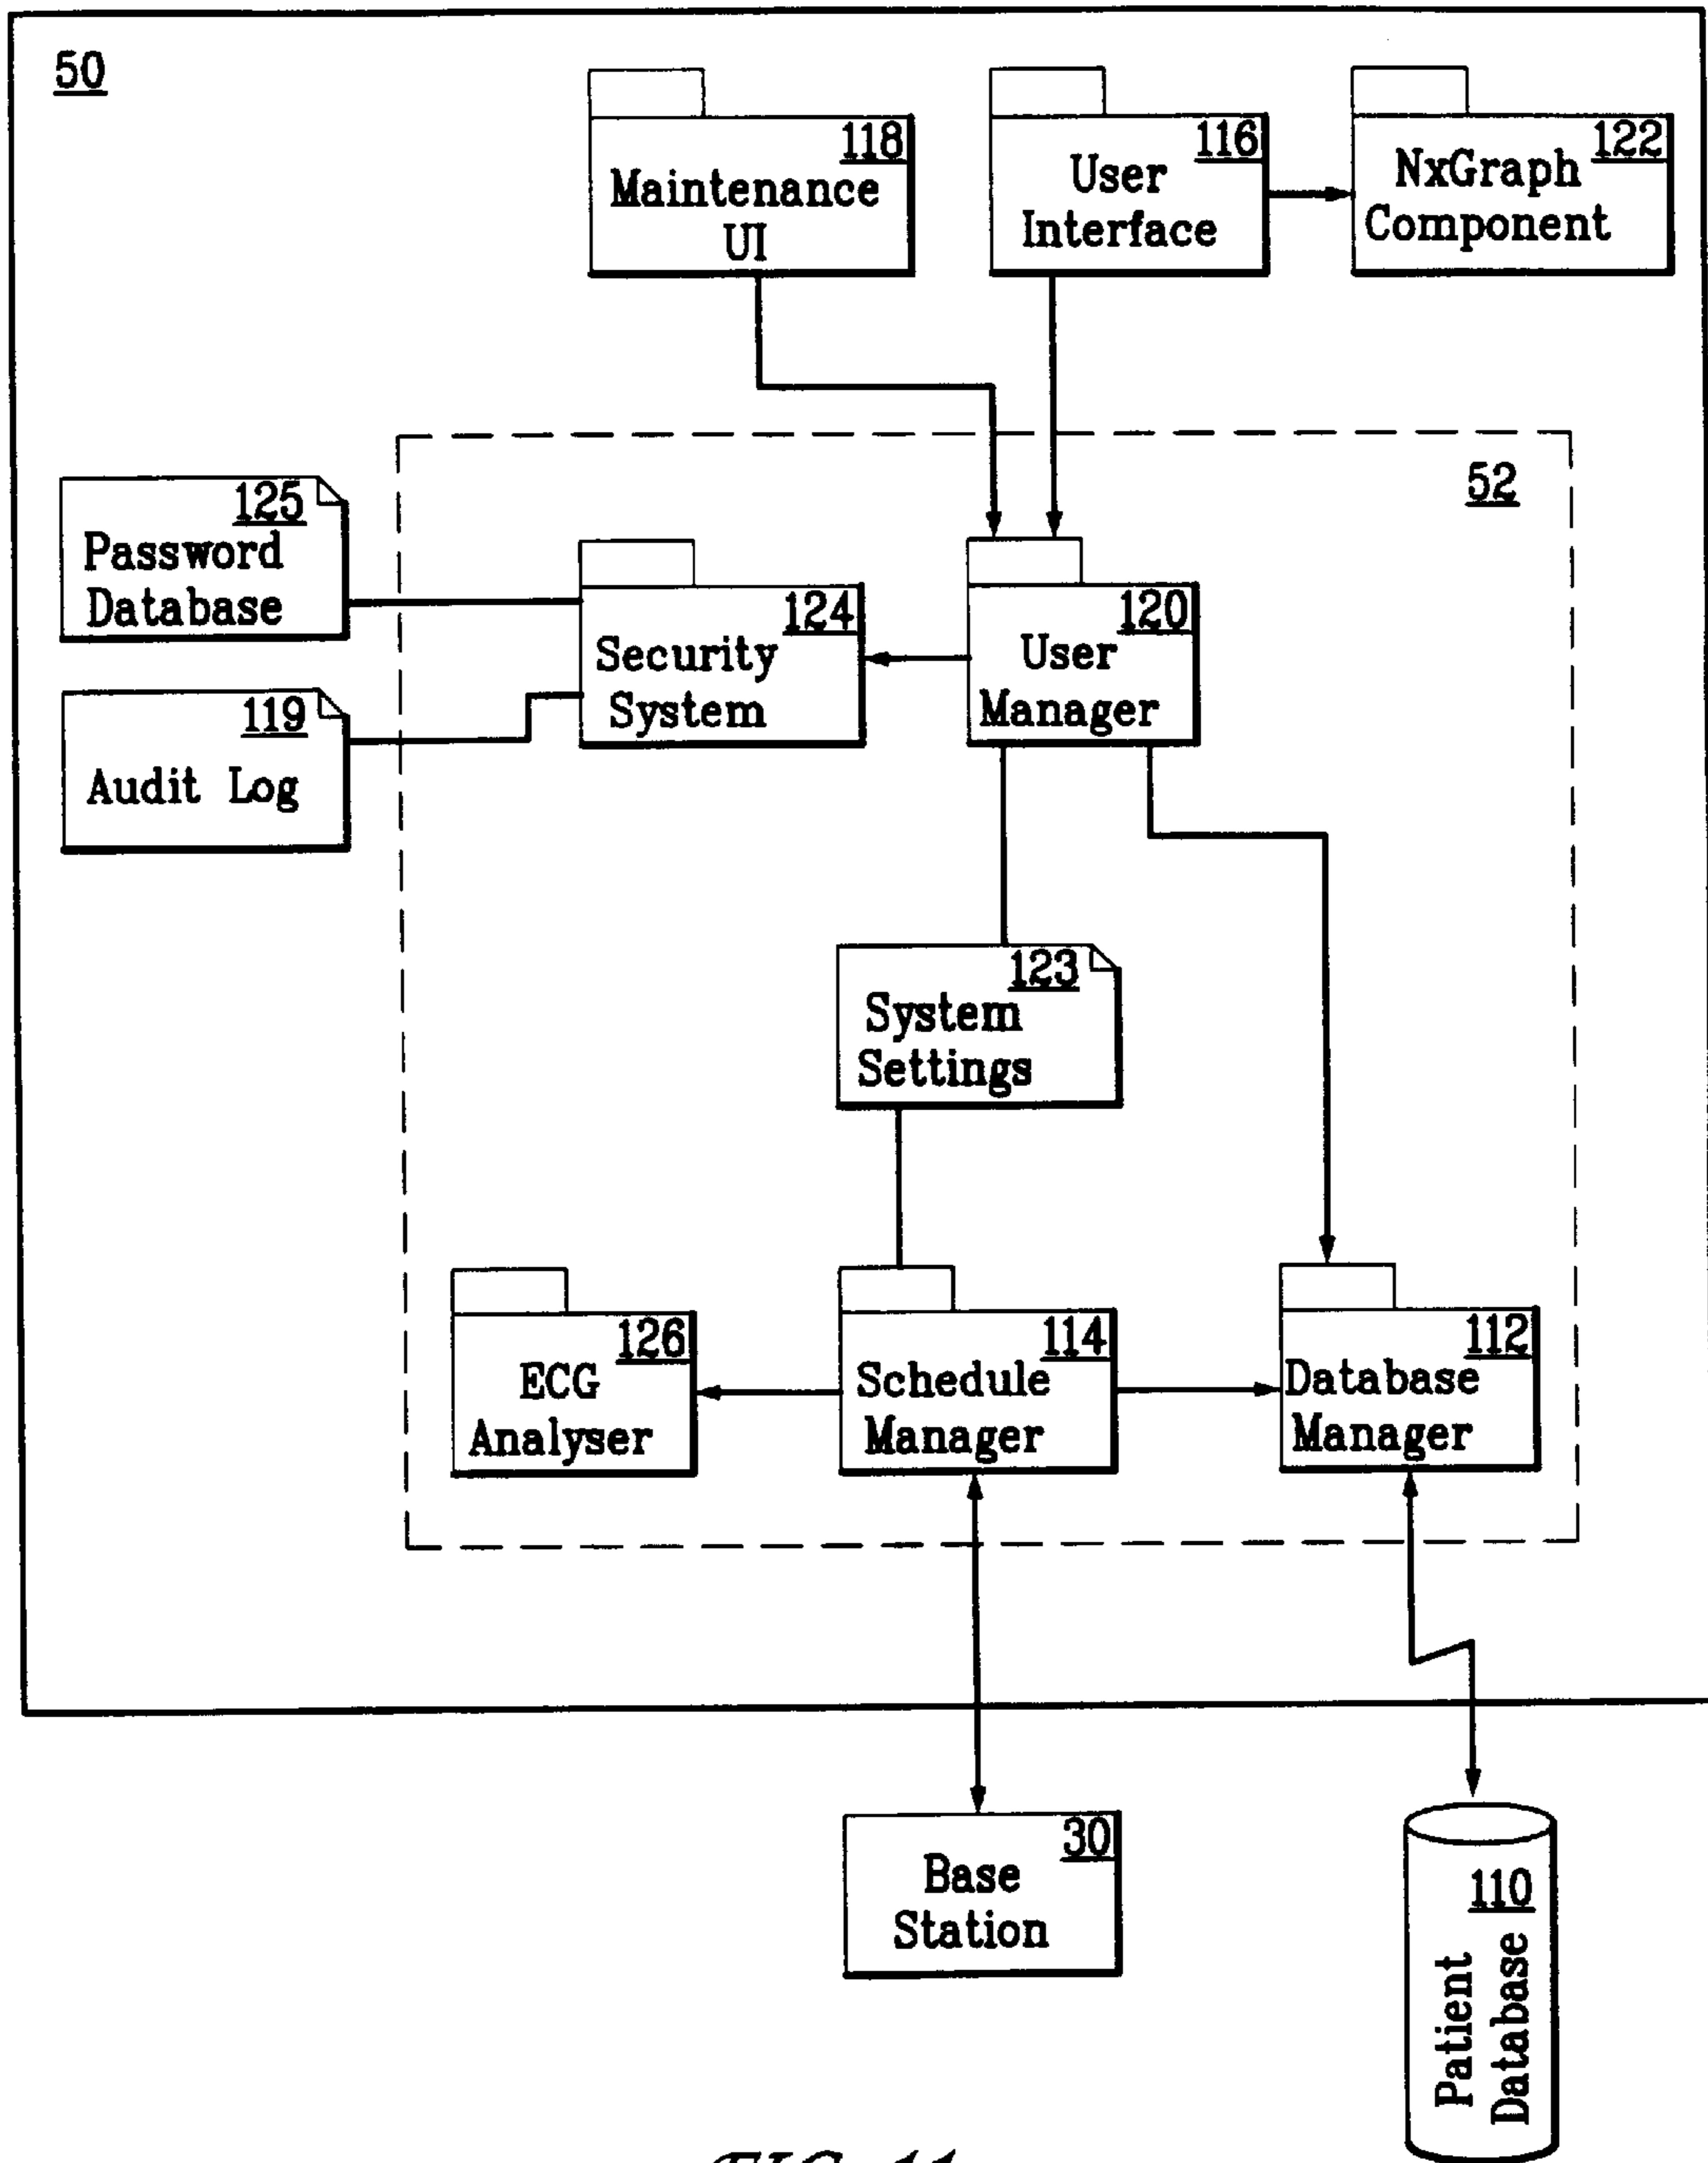 50
118
Maintenance
UI
116
User
Interface
122
NxGraph
Component
52
125
Password
Database
124
Security
System
120
User
Manager
119
Audit Log
123
System
Settings
126
ECG
Analyser
114
Schedule
Manager
112
Database
Manager
30
Base
Station
110
Patient
Database